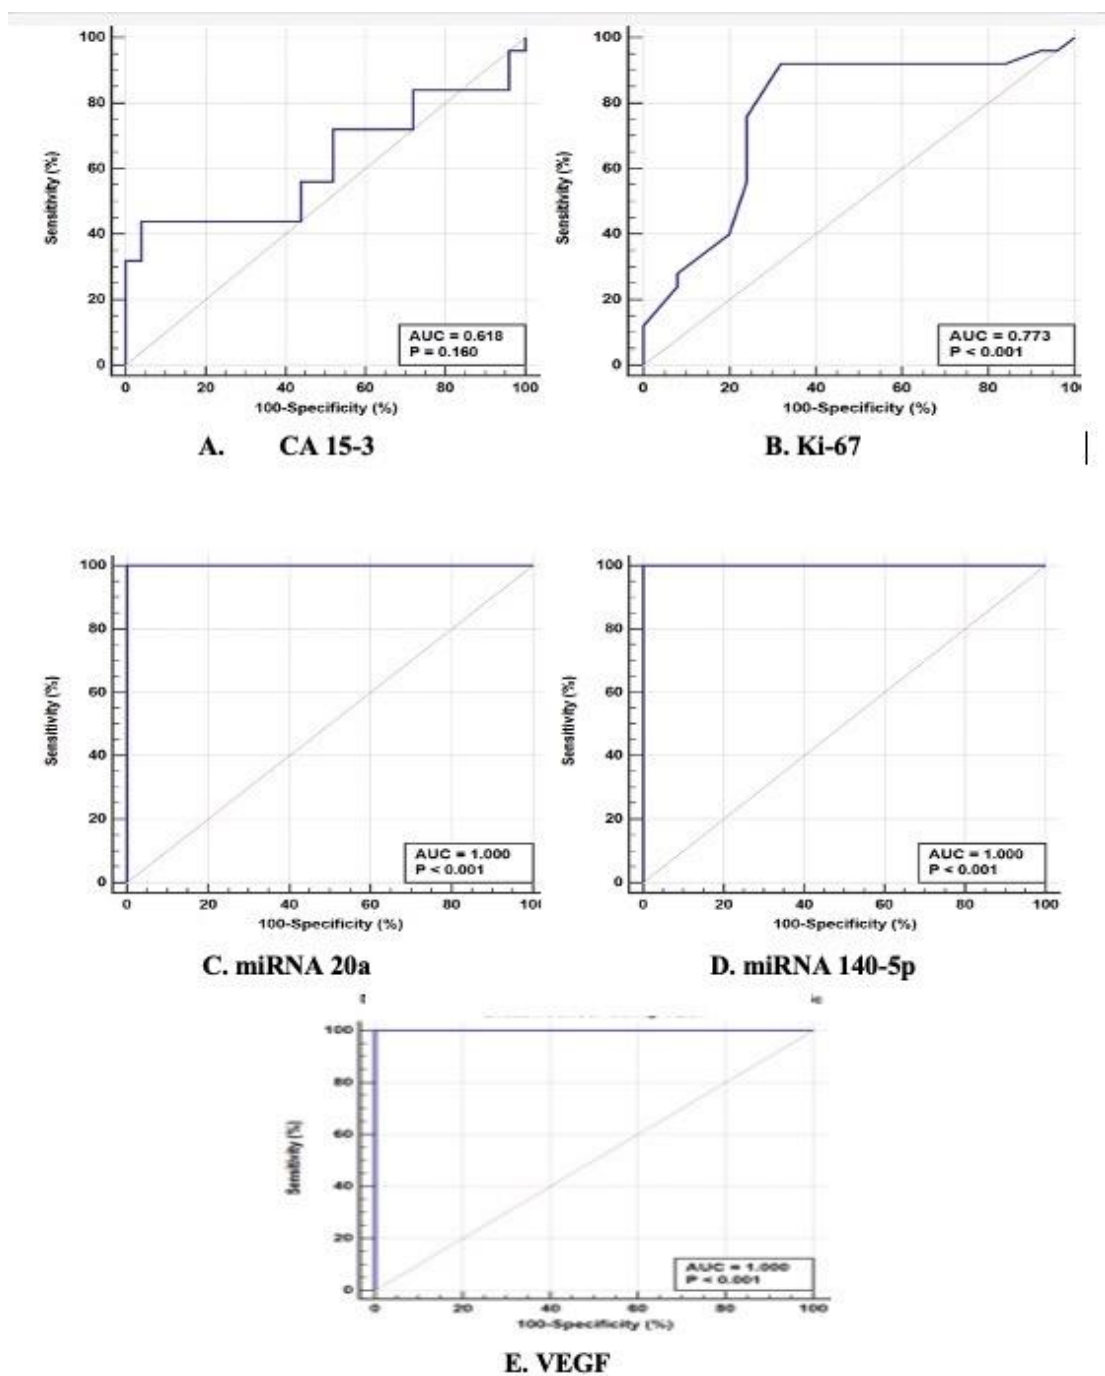 100
80
60
40
20
0
Sensitivity (%)
AUC = 0.618
P = 0.160
0 20 40 60 80 100
100-Specificity (%)
A. CA 15-3
100
80
60
40
20
0
Sensitivity (%)
AUC = 0.773
P < 0.001
0 20 40 60 80 10
100-Specificity (%)
B. Ki-67
100
80
60
40
20
0
Sensitivity (%)
AUC = 1.000
P < 0.001
0 20 40 60 80 10
100-Specificity (%)
C. miRNA 20a
100
80
60
40
20
0
Sensitivity (%)
AUC = 1.000
P < 0.001
0 20 40 60 80 100
100-Specificity (%)
D. miRNA 140-5p
100
80
60
40
20
0
Sensitivity (%)
AUC = 1.000
P < 0.001
0 20 40 60 80 100
100-Specificity (%)
E. VEGF